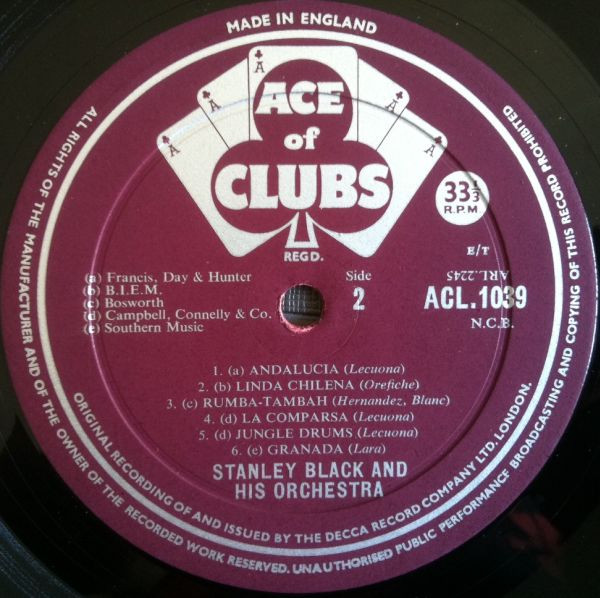 MADE IN ENGLAND
ALL RIGHTS OF THE MANUFACTURER AND OF THE OWNER OF THE RECORDED WORK RESERVED. UNAUTHORISED PUBLIC PERFORMANCE BROADCASTING AND COPYING OF THIS RECORD PROHIBITED
A
A
A
A
A
ACE
of
CLUBS
REGD.
33⅓
R.P.M
E/T
ARL.2245
(a) Francis, Day & Hunter
(b) B.I.E.M.
(c) Bosworth
(d) Campbell, Connelly & Co.
(e) Southern Music
Side
2
ACL.1039
N.C.B.
1. (a) ANDALUCIA (Lecuona)
2. (b) LINDA CHILENA (Orefiche)
3. (c) RUMBA-TAMBAH (Hernandez, Blanc)
4. (d) LA COMPARSA (Lecuona)
5. (d) JUNGLE DRUMS (Lecuona)
6. (e) GRANADA (Lara)
STANLEY BLACK AND
HIS ORCHESTRA
ORIGINAL RECORDING OF AND ISSUED BY THE DECCA RECORD COMPANY LTD. LONDON.